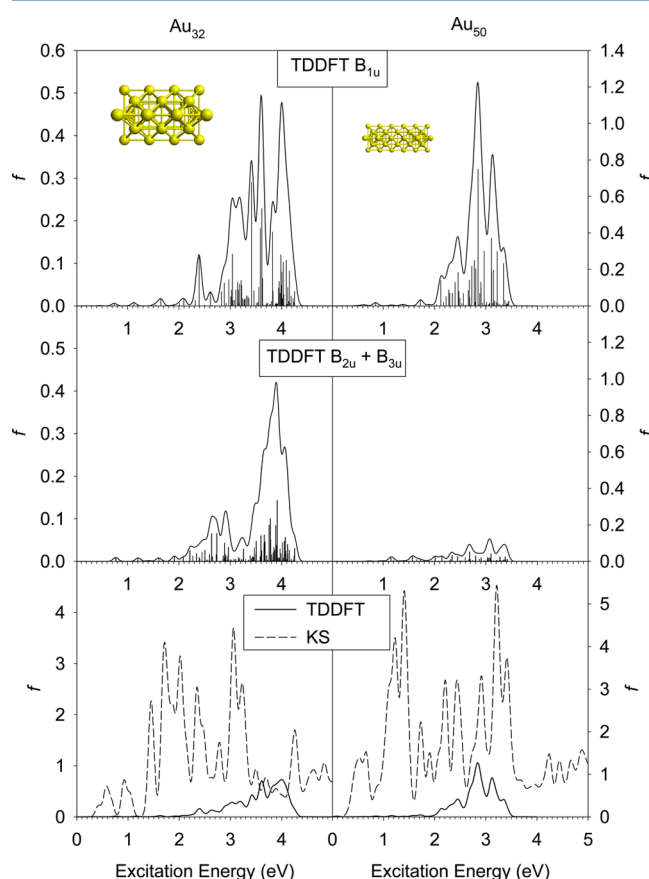 Au32 Au50
TDDFT B1u
0.6 1.4
0.5 1.2
0.4 1.0
f 0.3 0.8 f
0.2 0.6
0.1 0.4
0.0 0.2
0.0
1 2 3 4 1 2 3 4 5
TDDFT B2u + B3u
0.5 1.2
0.4 1.0
0.3 0.8
f f
0.2 0.6
0.1 0.4
0.0 0.2
0.0
1 2 3 4 1 2 3 4 5
TDDFT
KS
4 5
3 4
f 2 3 f
1 2
0 1
0
0 1 2 3 4 0 1 2 3 4 5
Excitation Energy (eV) Excitation Energy (eV)